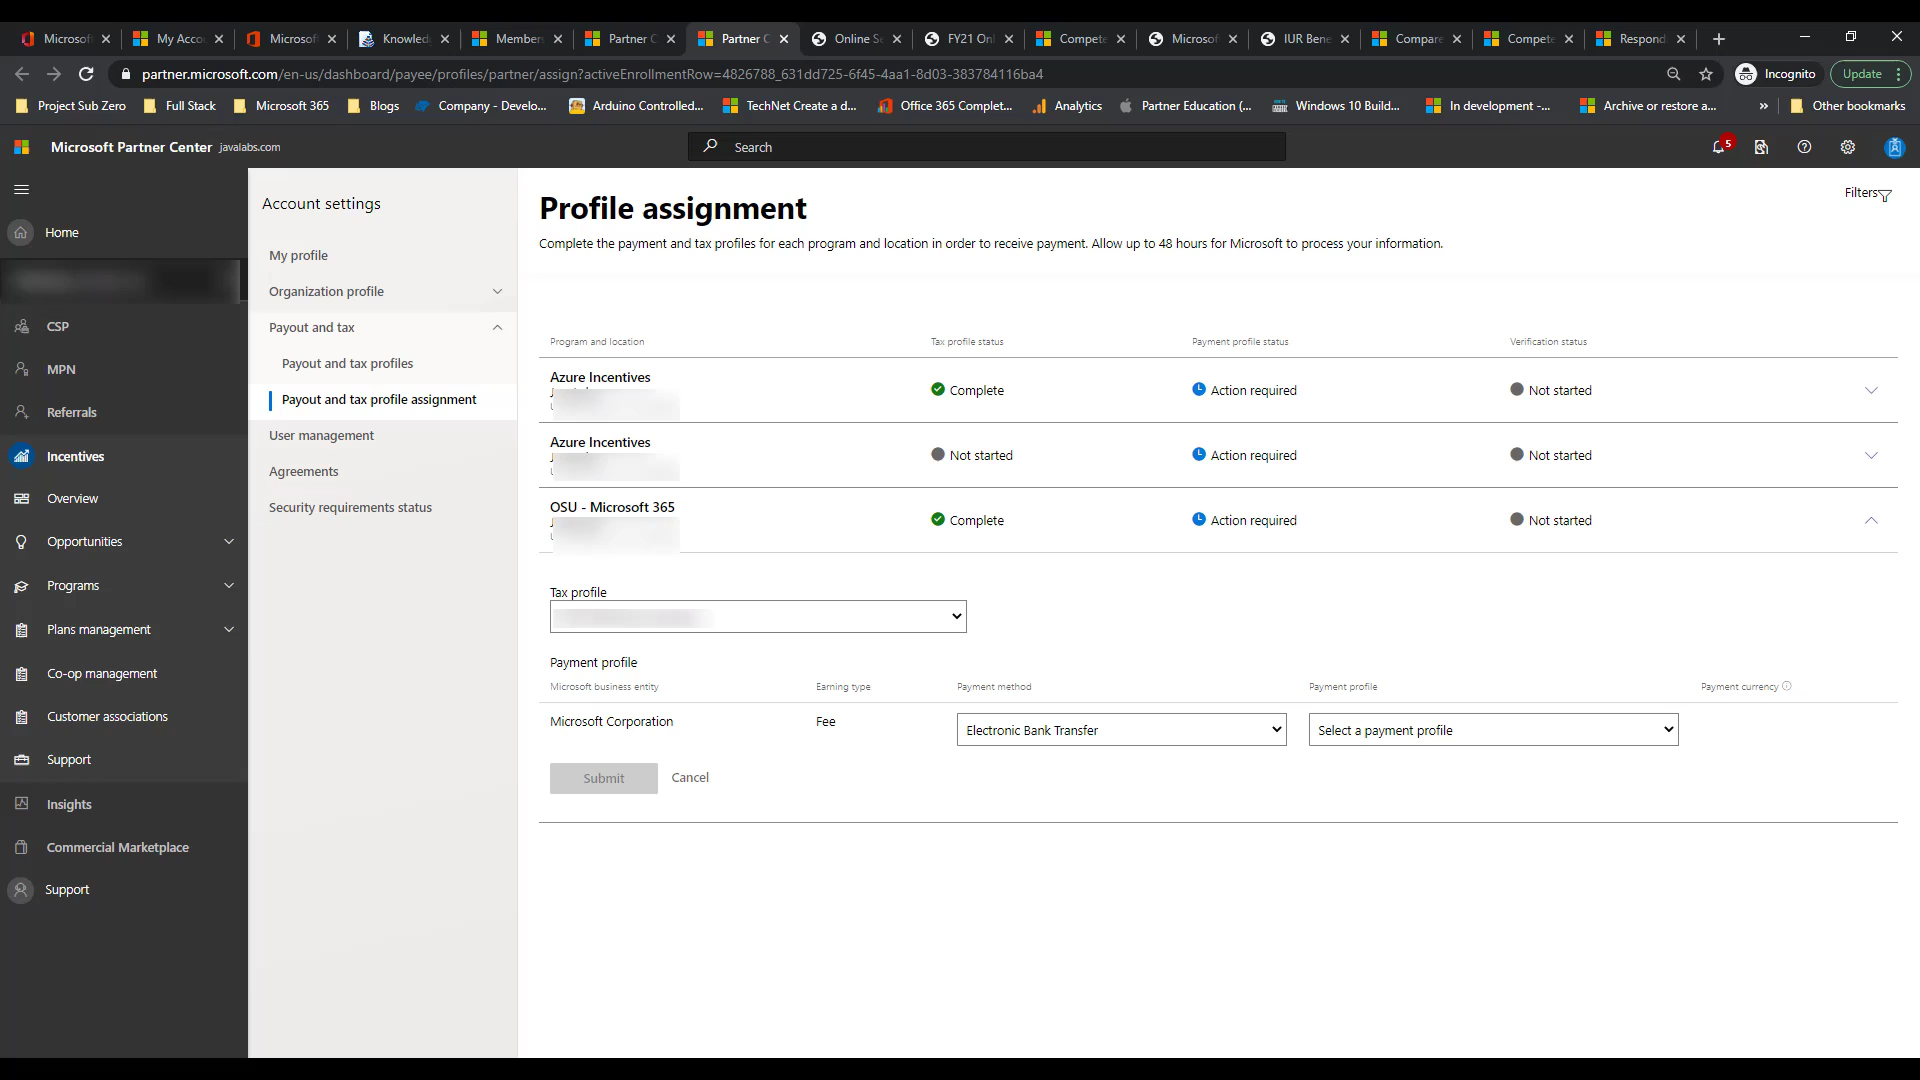 Microsof
My Acco
Microsof
Knowled
Members
Partner C
Partner C
Online S
FY21 Onl
Compete
Microsof
IUR Bene
Compare
Compete
Respond
partner.microsoft.com/en-us/dashboard/payee/profiles/partner/assign?activeEnrollmentRow=4826788_631dd725-6f45-4aa1-8d03-383784116ba4
Incognito
Update
Project Sub Zero
Full Stack
Microsoft 365
Blogs
Company - Develo...
Arduino Controlled...
TechNet Create a d...
Office 365 Complet...
Analytics
Partner Education (...
Windows 10 Build...
In development -...
Archive or restore a...
»
Other bookmarks
Microsoft Partner Center javalabs.com
Search
5
Home
CSP
MPN
Referrals
Incentives
Overview
Opportunities
Programs
Plans management
Co-op management
Customer associations
Support
Insights
Commercial Marketplace
Support
Account settings
My profile
Organization profile
Payout and tax
Payout and tax profiles
Payout and tax profile assignment
User management
Agreements
Security requirements status
Filters
Profile assignment
Complete the payment and tax profiles for each program and location in order to receive payment. Allow up to 48 hours for Microsoft to process your information.
Program and location Tax profile status Payment profile status Verification status
Azure Incentives
Complete Action required Not started
Azure Incentives
Not started Action required Not started
OSU - Microsoft 365
Complete Action required Not started
Tax profile
Payment profile
Microsoft business entity Earning type Payment method Payment profile Payment currency
Microsoft Corporation Fee Electronic Bank Transfer Select a payment profile
Submit Cancel